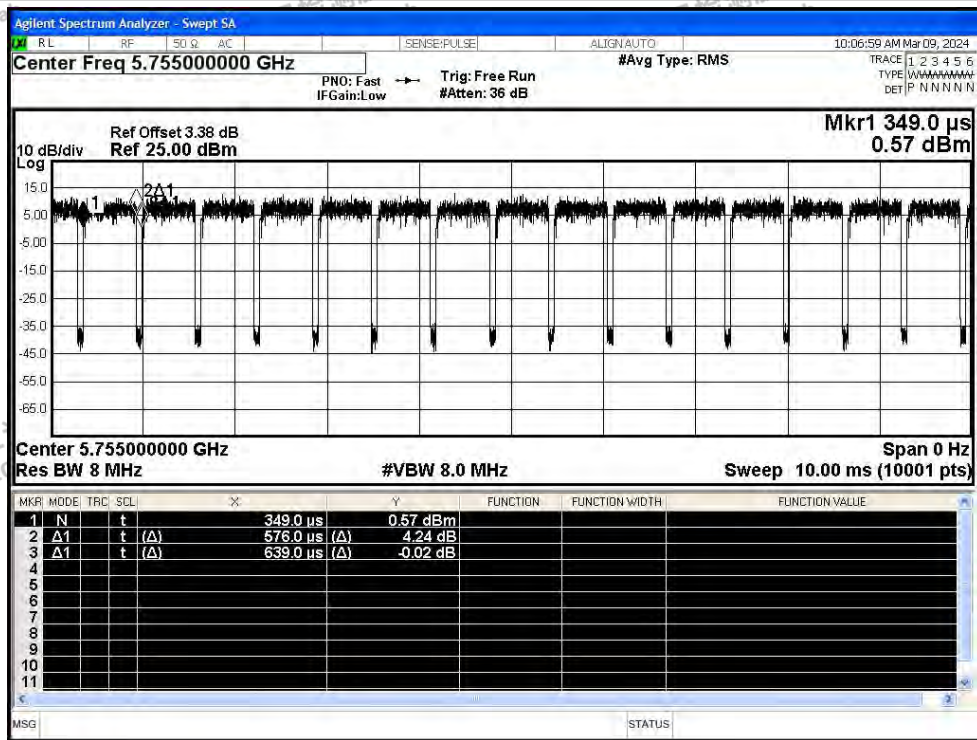 Agilent Spectrum Analyzer - Swept SA
RL RF 50 Ω AC SENSE:PULSE ALIGN AUTO 10:06:59 AM Mar 09, 2024
Center Freq 5.755000000 GHz #Avg Type: RMS TRACE 1 2 3 4 5 6
PNO: Fast Trig: Free Run TYPE
IFGain:Low #Atten: 36 dB DET P N N N N N
Mkr1 349.0 µs
Ref Offset 3.38 dB
10 dB/div Ref 25.00 dBm 0.57 dBm
Log
15.0
1 2Δ1
5.00
-5.00
-15.0
-25.0
-35.0
-45.0
-55.0
-65.0
Center 5.755000000 GHz Span 0 Hz
Res BW 8 MHz #VBW 8.0 MHz Sweep 10.00 ms (10001 pts)
MKR MODE TRC SCL X Y FUNCTION FUNCTION WIDTH FUNCTION VALUE
1 N t 349.0 µs 0.57 dBm
2 Δ1 t (Δ) 576.0 µs (Δ) 4.24 dB
3 Δ1 t (Δ) 639.0 µs (Δ) -0.02 dB
4
5
6
7
8
9
10
11
MSG STATUS